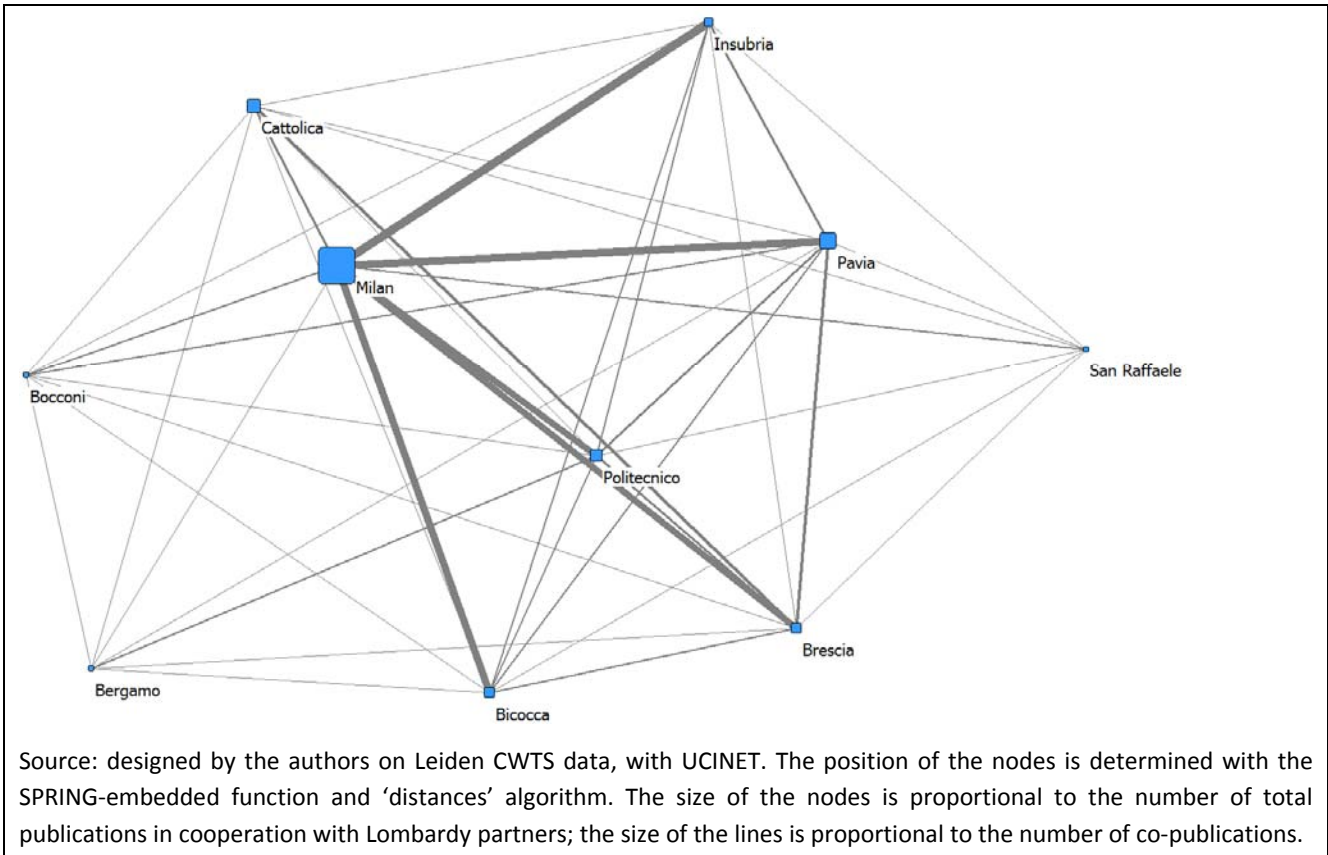 Insubria
Cattolica
Pavia
Milan
San Raffaele
Bocconi
Politecnico
Brescia
Bergamo
Bicocca
Source: designed by the authors on Leiden CWTS data, with UCINET. The position of the nodes is determined with the
SPRING-embedded function and ‘distances’ algorithm. The size of the nodes is proportional to the number of total
publications in cooperation with Lombardy partners; the size of the lines is proportional to the number of co-publications.